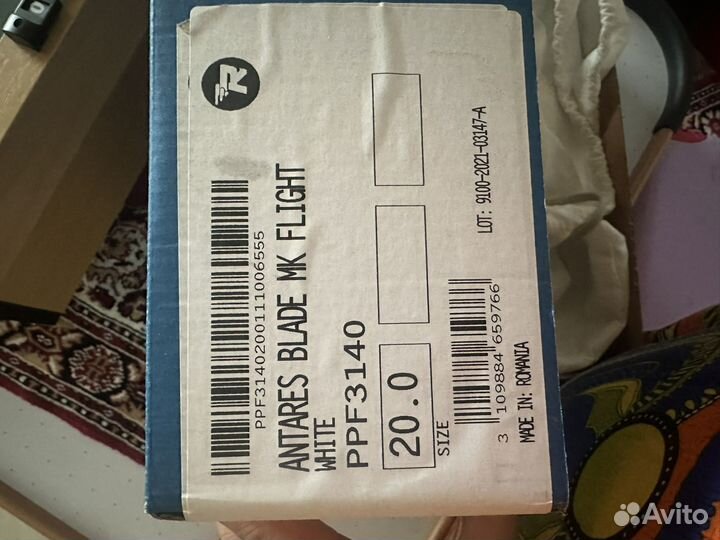 R
PPF3140200111006555
ANTARES BLADE MK FLIGHT
WHITE
PPF3140
20.0
SIZE
3 109884 659766
MADE IN: ROMANIA
LOT: 9100-2021-03147-A
0
Avito